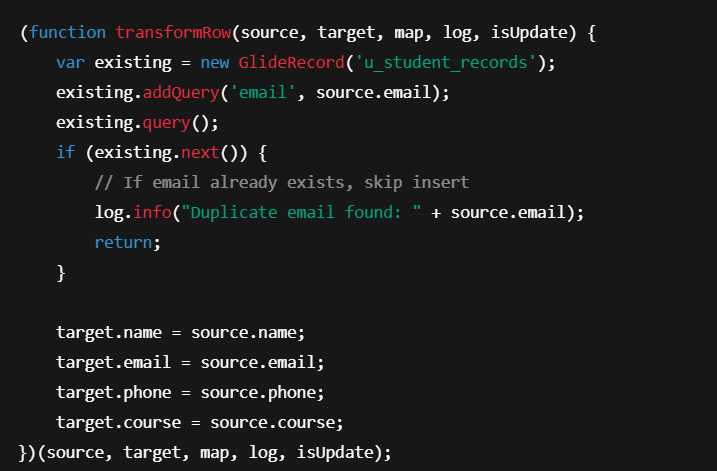 (function transformRow(source, target, map, log, isUpdate) {
    var existing = new GlideRecord('u_student_records');
    existing.addQuery('email', source.email);
    existing.query();
    if (existing.next()) {
        // If email already exists, skip insert
        log.info("Duplicate email found: " + source.email);
        return;
    }

    target.name = source.name;
    target.email = source.email;
    target.phone = source.phone;
    target.course = source.course;
})(source, target, map, log, isUpdate);